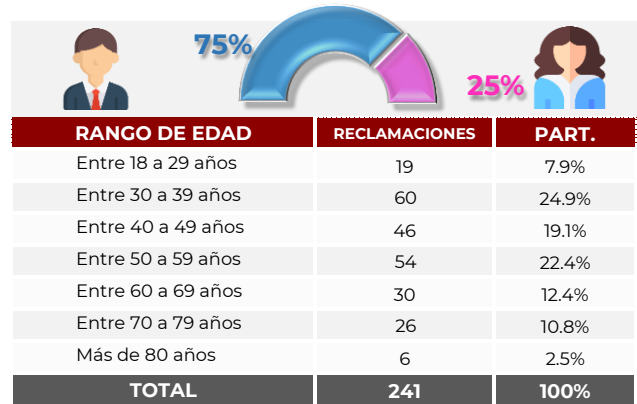 75%
25%
RANGO DE EDAD RECLAMACIONES PART.
Entre 18 a 29 años 19 7.9%
Entre 30 a 39 años 60 24.9%
Entre 40 a 49 años 46 19.1%
Entre 50 a 59 años 54 22.4%
Entre 60 a 69 años 30 12.4%
Entre 70 a 79 años 26 10.8%
Más de 80 años 6 2.5%
TOTAL 241 100%